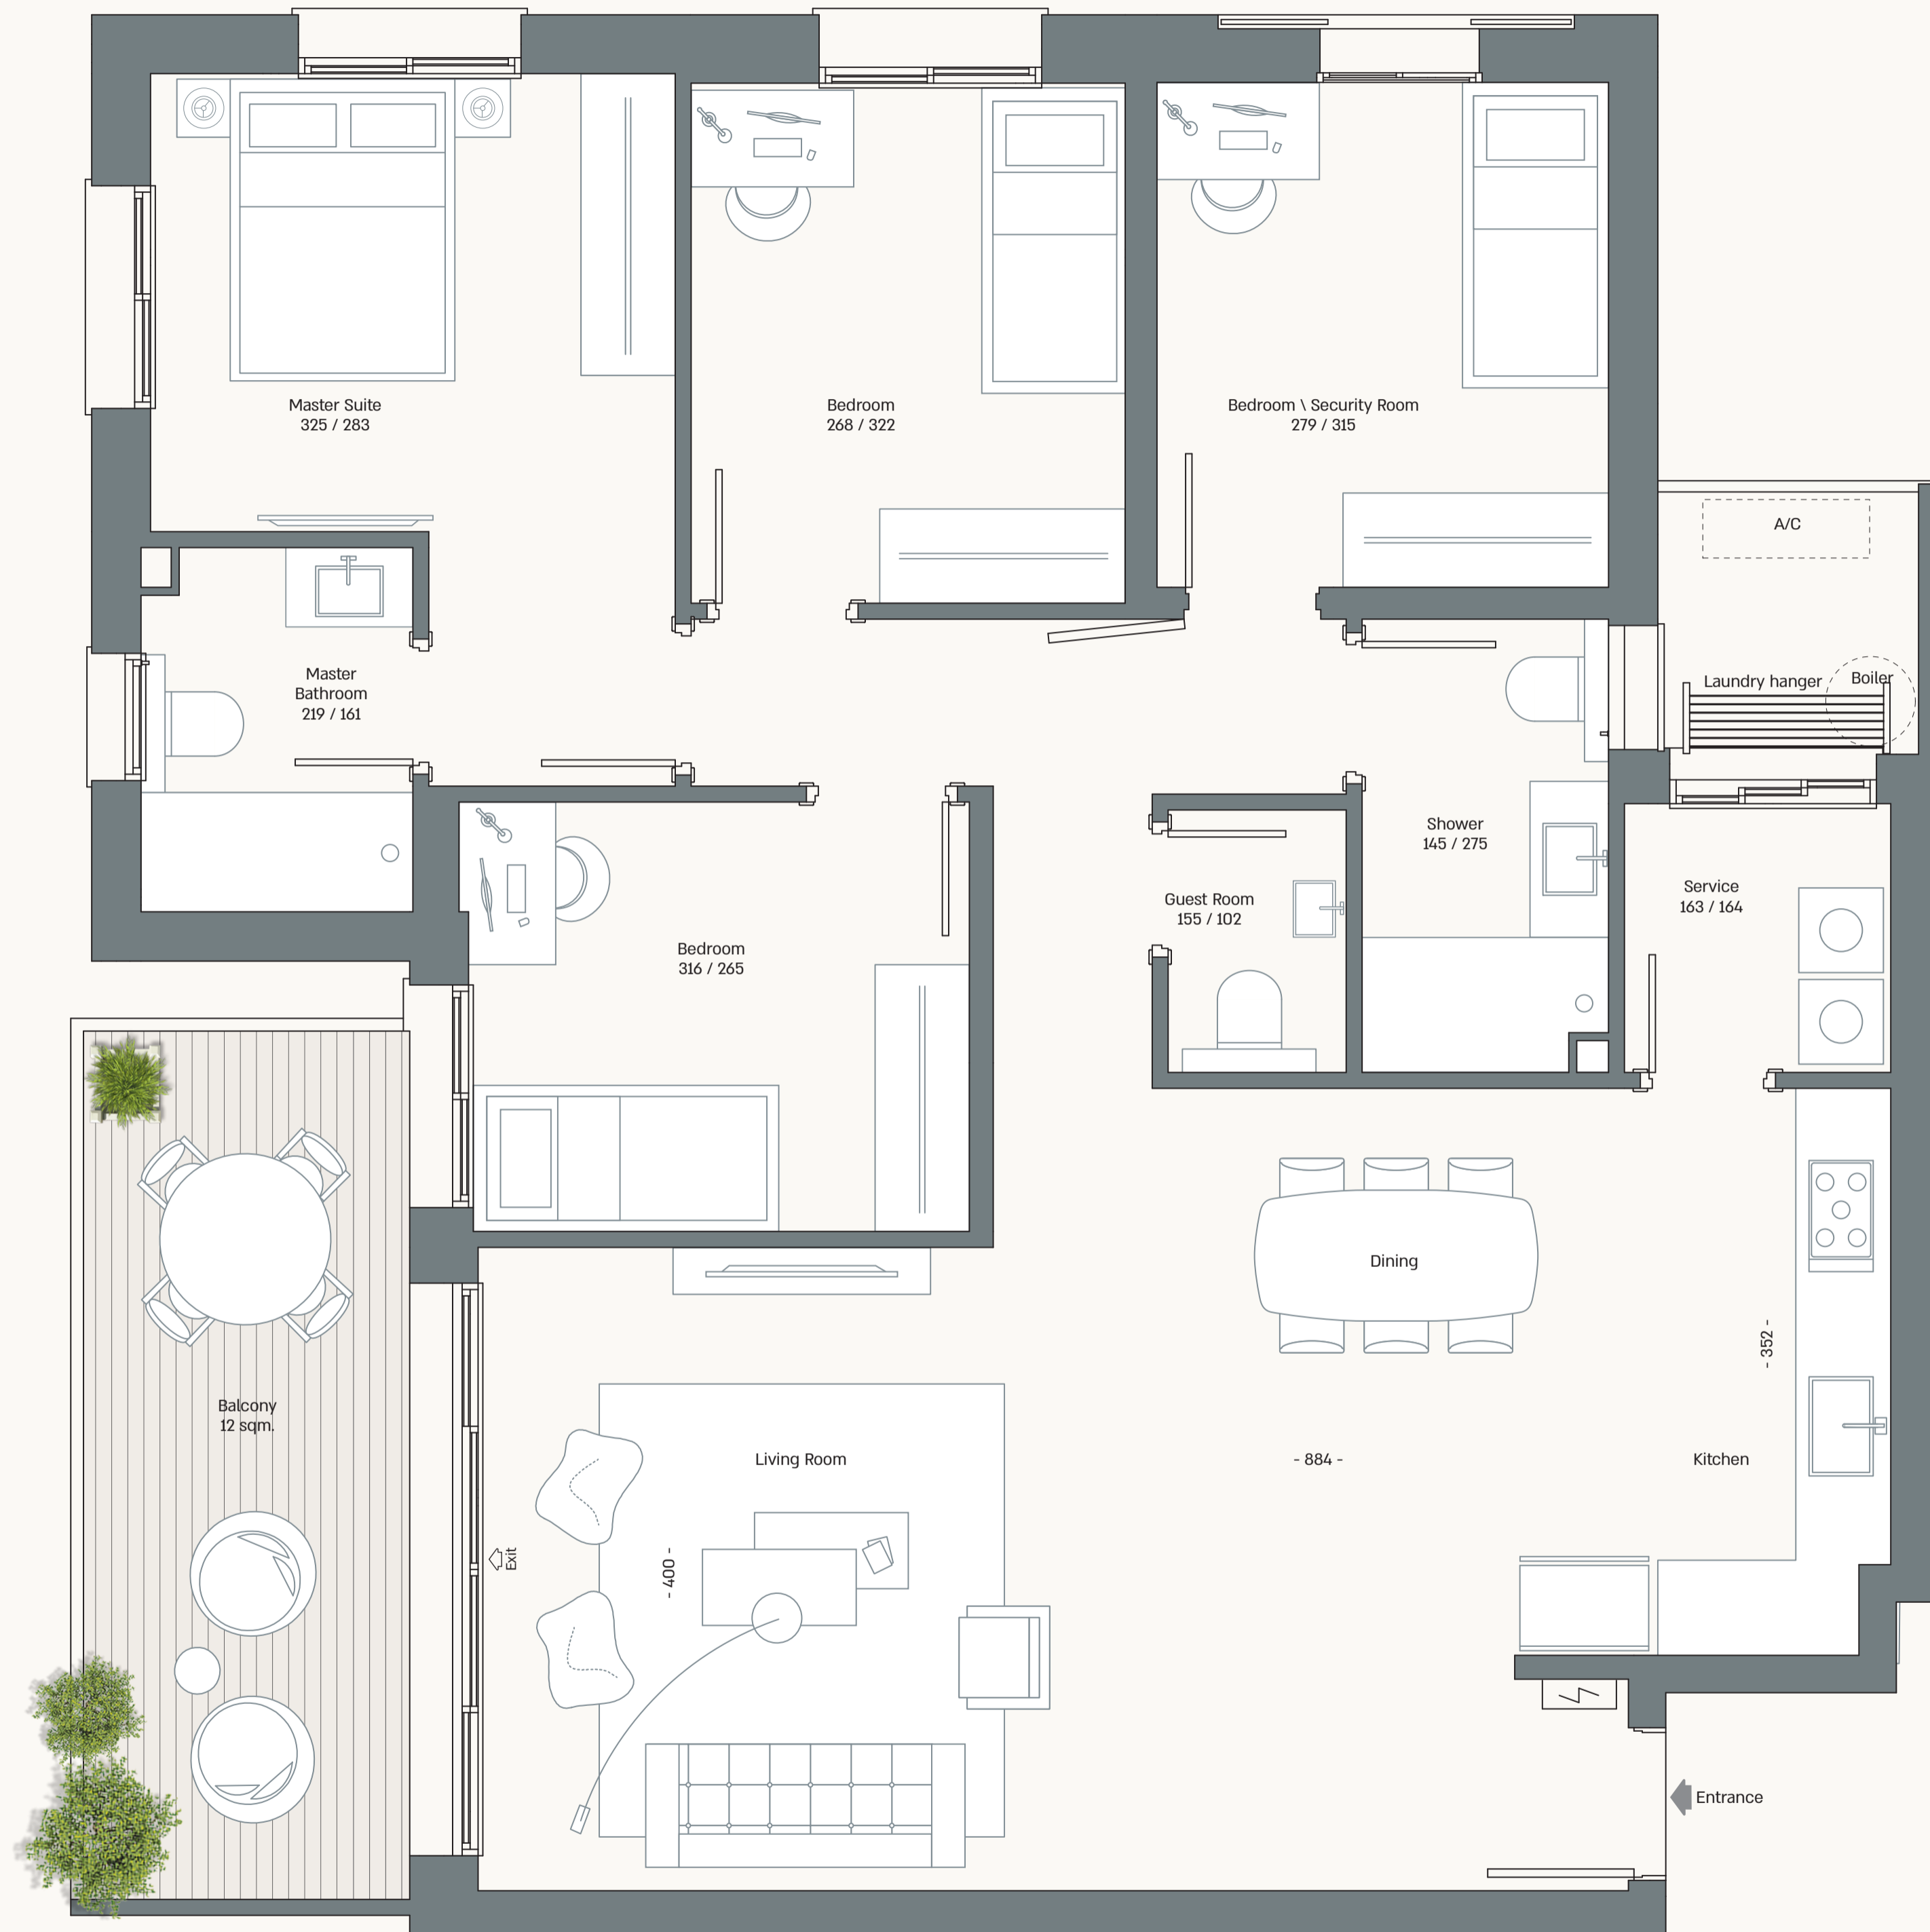 Master Suite
325 / 283
Bedroom
268 / 322
Bedroom \ Security Room
279 / 315
A/C
Laundry hanger
Boiler
Master
Bathroom
219 / 161
Shower
145 / 275
Guest Room
155 / 102
Service
163 / 164
Bedroom
316 / 265
Dining
- 352 -
Balcony
12 sqm.
Living Room
- 884 -
Kitchen
Exit
- 400 -
Entrance